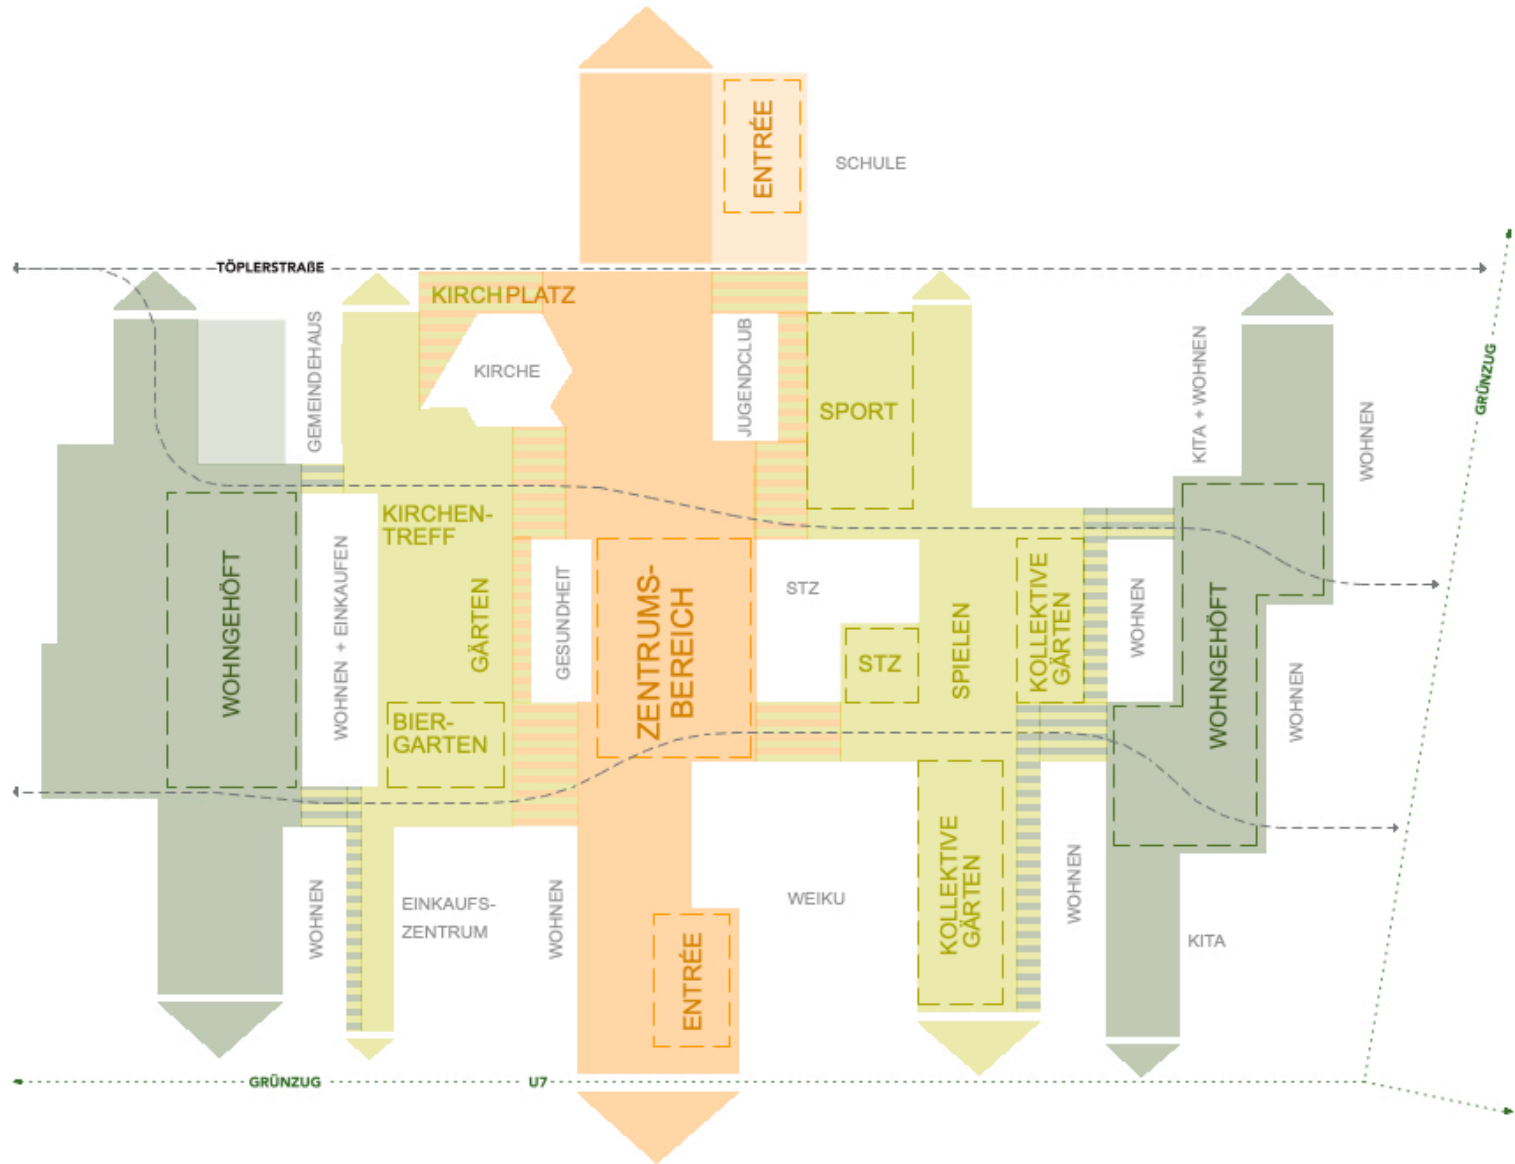 ENTRÉE
SCHULE
TÖPLERSTRAßE
KIRCHPLATZ
GEMEINDEHAUS
KIRCHE
JUGENDCLUB
SPORT
KITA + WOHNEN
WOHNEN
GRÜNZUG
KIRCHEN-
TREFF
WOHNGEHÖFT
WOHNEN + EINKAUFEN
GÄRTEN
GESUNDHEIT
ZENTRUMS-
BEREICH
STZ
STZ
SPIELEN
KOLLEKTIVE
GÄRTEN
WOHNEN
WOHNGEHÖFT
WOHNEN
BIER-
GARTEN
WOHNEN
EINKAUFS-
ZENTRUM
WOHNEN
ENTRÉE
WEIKU
KOLLEKTIVE
GÄRTEN
WOHNEN
KITA
GRÜNZUG
U7